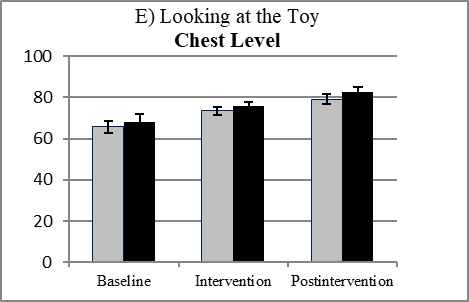 E) Looking at the Toy
Chest Level
100
80
60
40
20
0
Baseline Intervention Postintervention